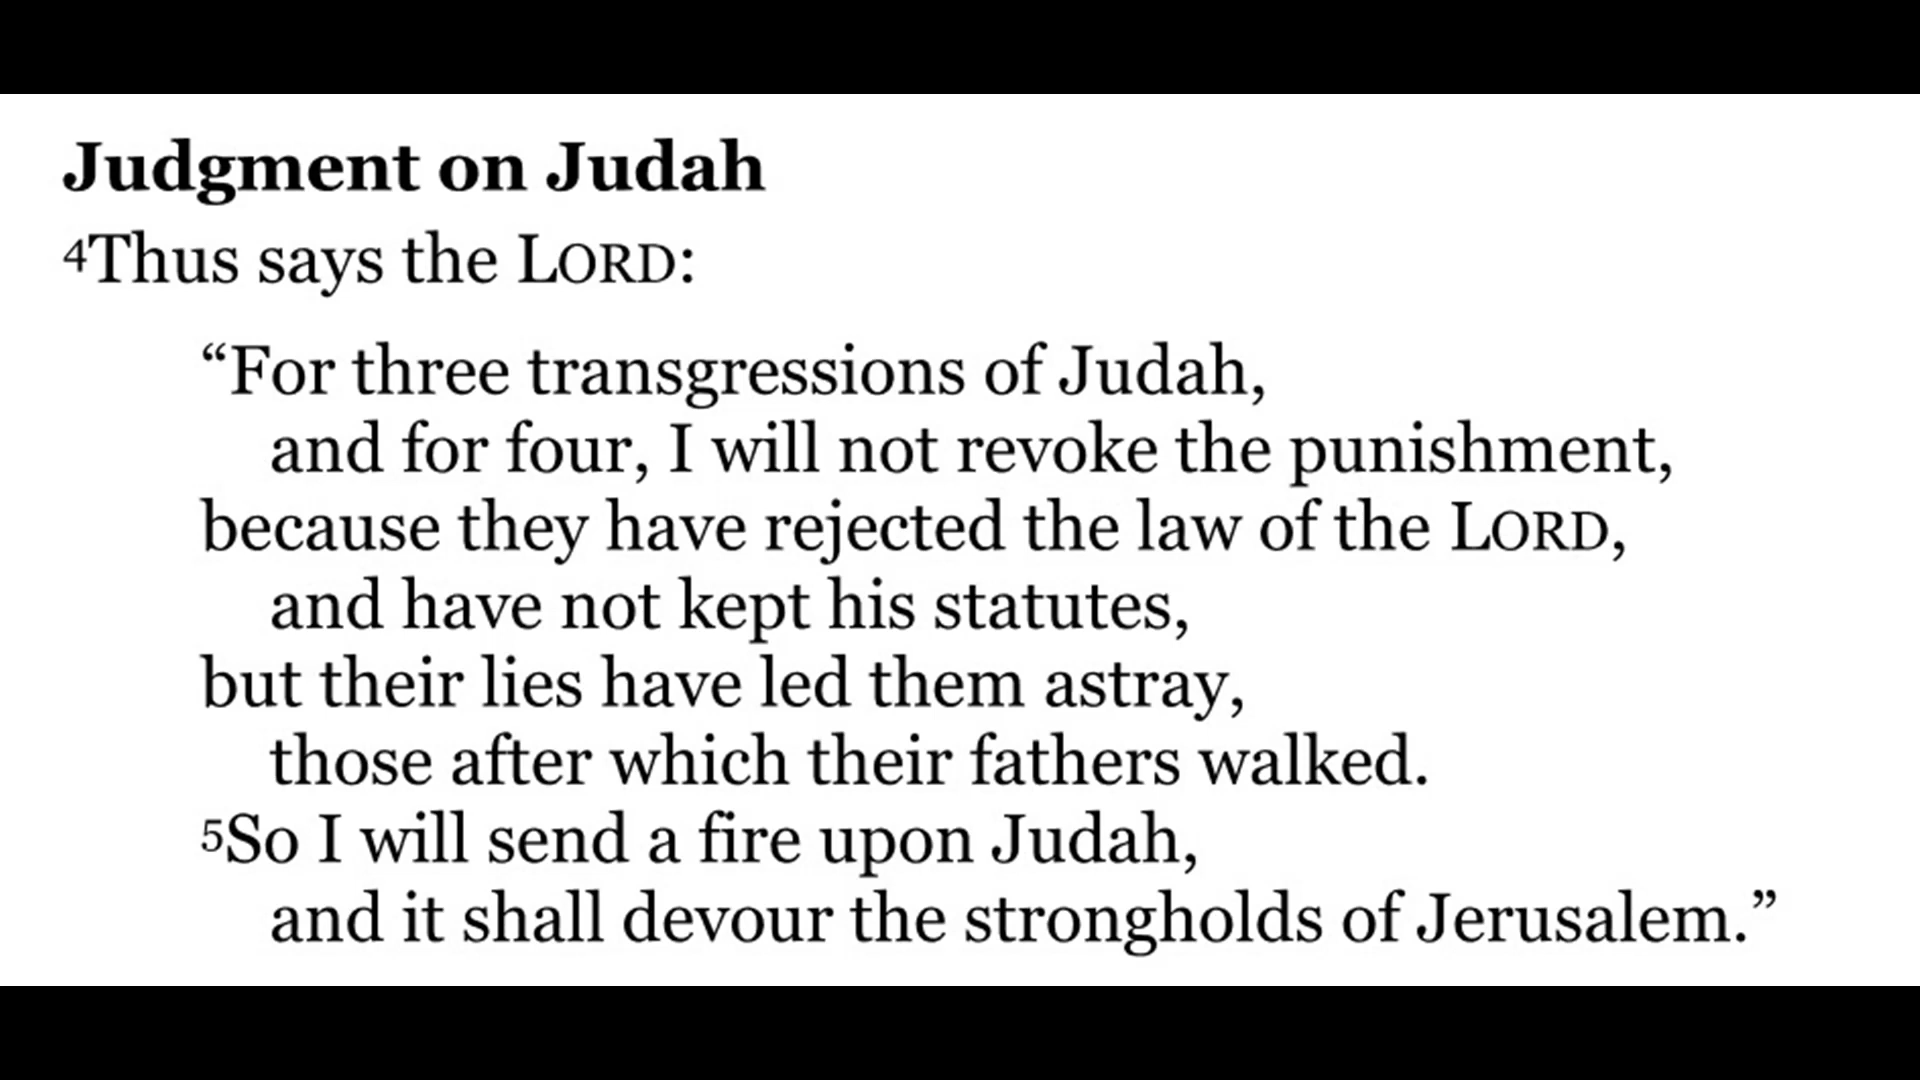 Judgment on Judah
4Thus says the LORD:
“For three transgressions of Judah,
and for four, I will not revoke the punishment,
because they have rejected the law of the LORD,
and have not kept his statutes,
but their lies have led them astray,
those after which their fathers walked.
5So I will send a fire upon Judah,
and it shall devour the strongholds of Jerusalem.”